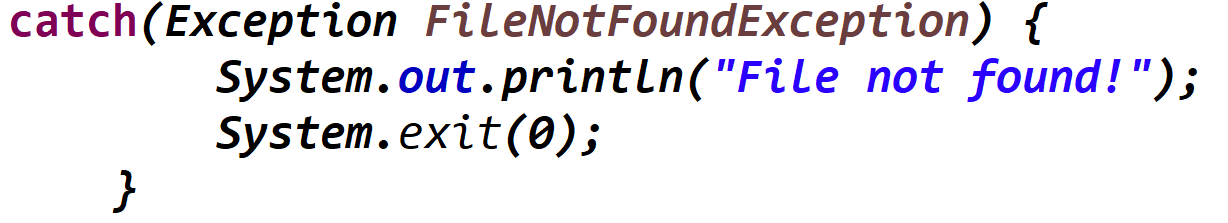 catch(Exception FileNotFoundException) {
System.out.println("File not found!");
System.exit(0);
}